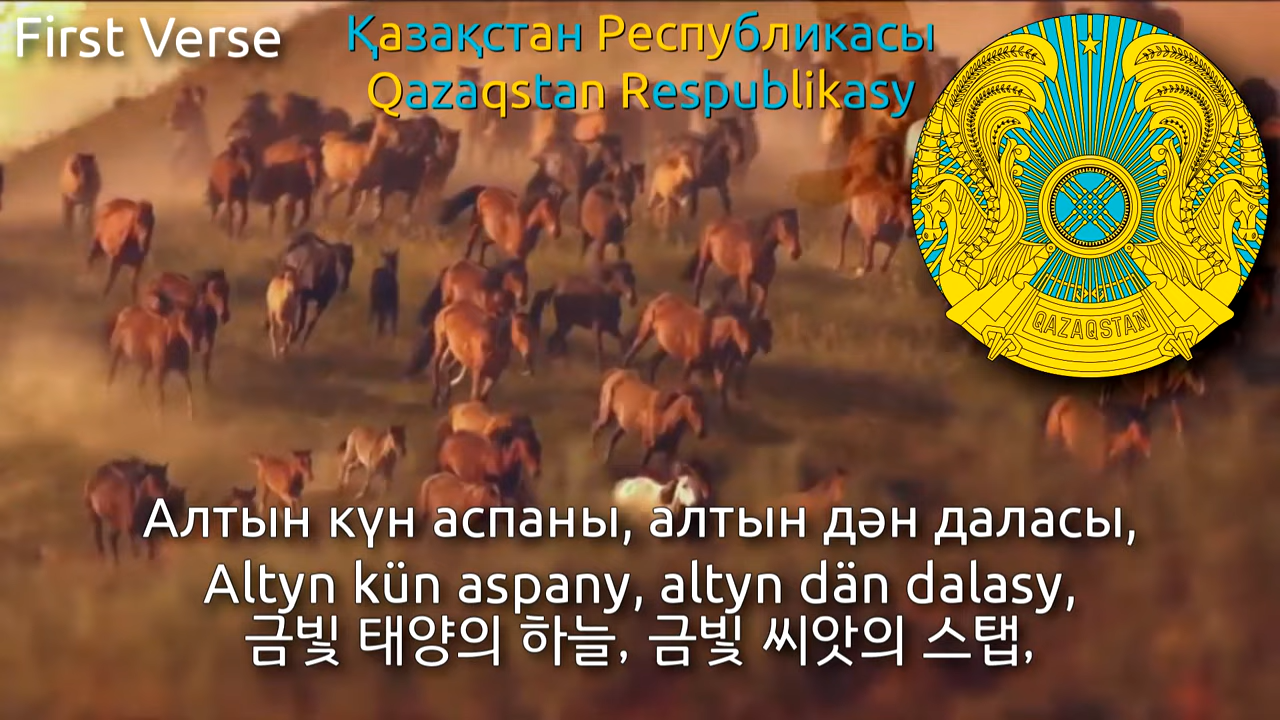 First Verse
Қазақстан Республикасы
Qazaqstan Respublikasy
QAZAQSTAN
Алтын күн аспаны, алтын дән даласы,
Altyn kün aspany, altyn dän dalasy,
금빛 태양의 하늘, 금빛 씨앗의 스탭,